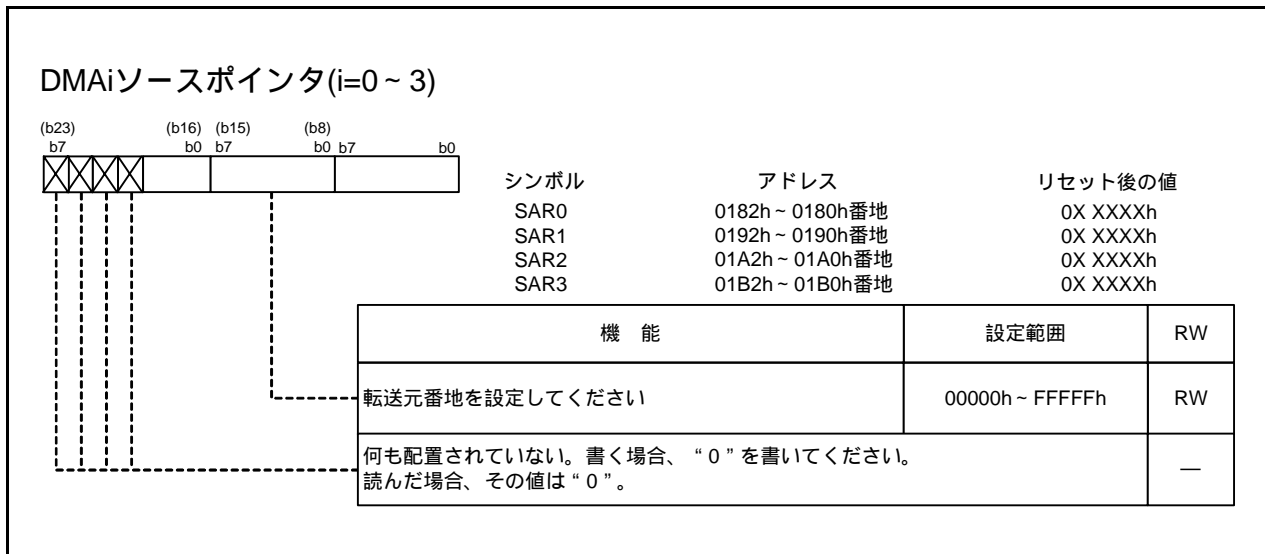 DMAiソースポインタ(i=0 ~ 3)
(b23) (b16) (b15) (b8)
b7 b0 b7 b0 b7 b0
シンボル アドレス リセット後の値
SAR0 0182h ~ 0180h番地 0X XXXXh
SAR1 0192h ~ 0190h番地 0X XXXXh
SAR2 01A2h ~ 01A0h番地 0X XXXXh
SAR3 01B2h ~ 01B0h番地 0X XXXXh
機 能 設定範囲 RW
転送元番地を設定してください 00000h ~ FFFFFh RW
何も配置されていない。書く場合、“0”を書いてください。
読んだ場合、その値は“0”。 —